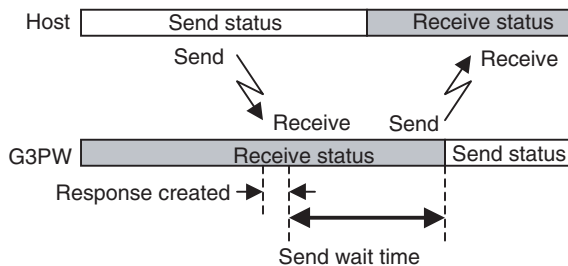 Host
Send status
Receive status
Send
Receive
Receive
Send
G3PW
Receive status
Send status
Response created
Send wait time